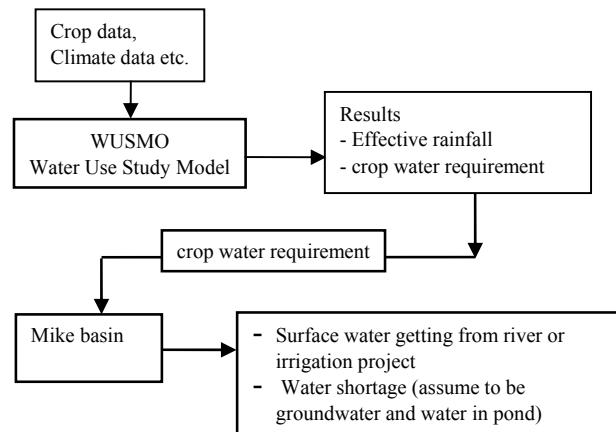 Crop data,
Climate data etc.
WUSMO
Water Use Study Model
Results
- Effective rainfall
- crop water requirement
crop water requirement
Mike basin
- Surface water getting from river or
irrigation project
- Water shortage (assume to be
groundwater and water in pond)